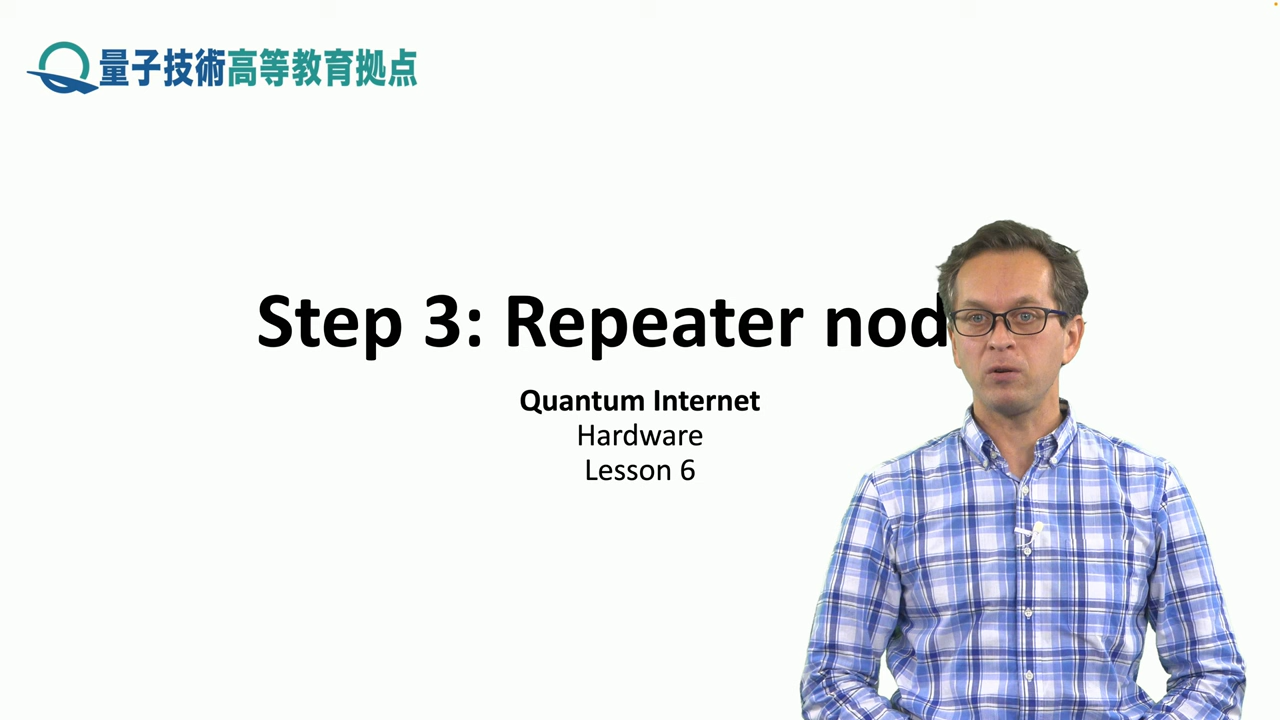 量子技術高等教育拠点
Step 3: Repeater nod
Quantum Internet
Hardware
Lesson 6